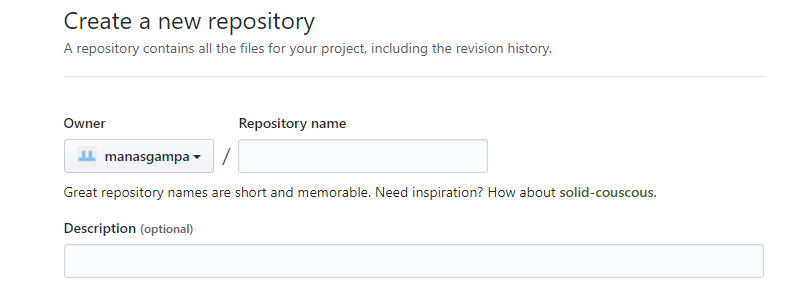 Create a new repository
A repository contains all the files for your project, including the revision history.
Owner Repository name
manasgampa /
Great repository names are short and memorable. Need inspiration? How about solid-couscous.
Description (optional)